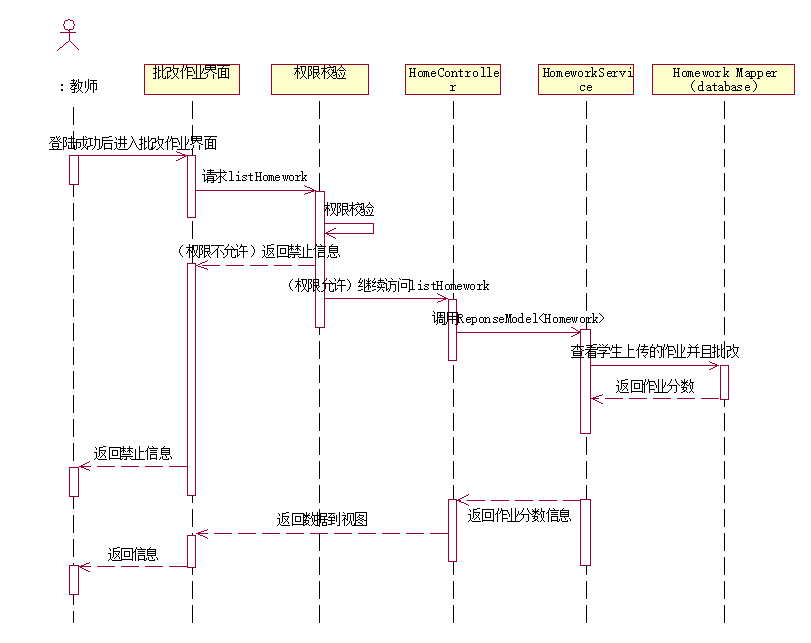 ：教师
批改作业界面
权限校验
HomeControlle
r
HomeworkServi
ce
Homework Mapper
（database）
登陆成功后进入批改作业界面
请求listHomework
权限校验
（权限不允许）返回禁止信息
（权限允许）继续访问listHomework
调用ReponseModel<Homework>
查看学生上传的作业并且批改
返回作业分数
返回禁止信息
返回作业分数信息
返回数据到视图
返回信息